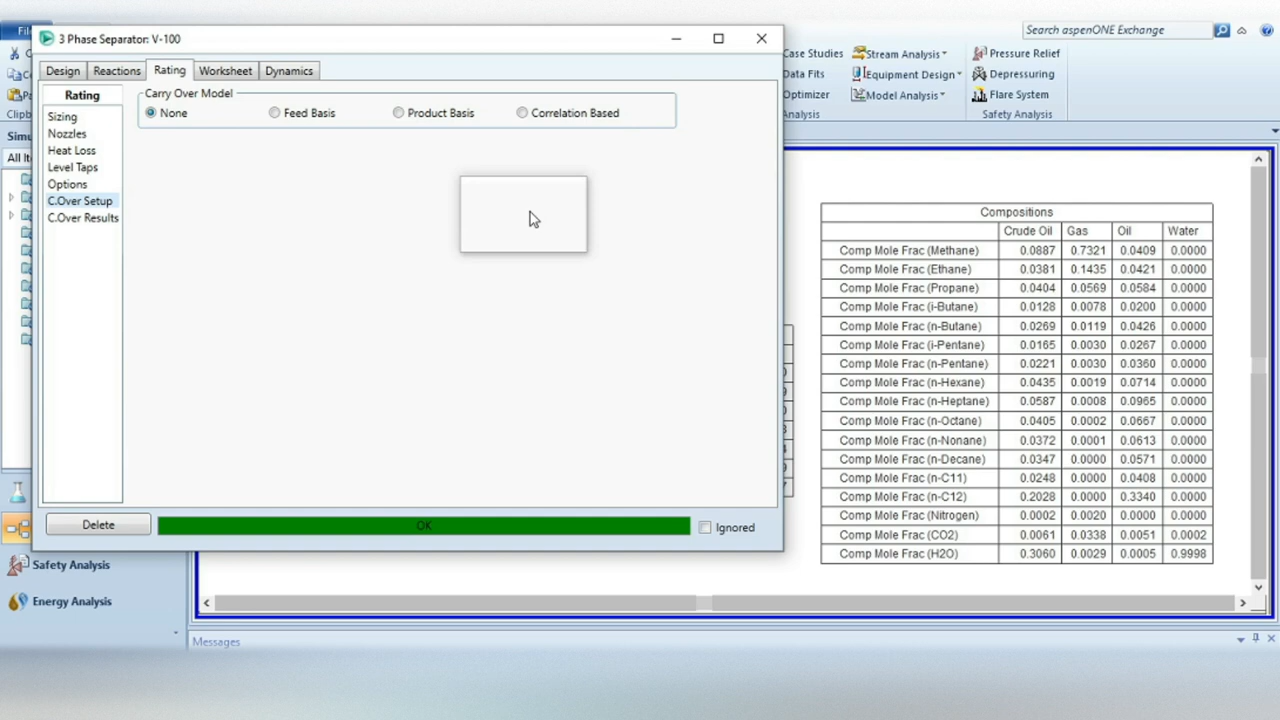 Fil
3 Phase Separator: V-100
Search aspenONE Exchange
Design Reactions Rating Worksheet Dynamics
Case Studies Stream Analysis Pressure Relief
Data Fits Equipment Design Depressuring
Optimizer Model Analysis Flare System
Clipb
Analysis
Safety Analysis
Simu
All It
Rating
Sizing
Nozzles
Heat Loss
Level Taps
Options
C.Over Setup
C.Over Results
Carry Over Model
None Feed Basis Product Basis Correlation Based
Delete
OK
Ignored
Compositions
Crude Oil Gas Oil Water
Comp Mole Frac (Methane) 0.0887 0.7321 0.0409 0.0000
Comp Mole Frac (Ethane) 0.0381 0.1435 0.0421 0.0000
Comp Mole Frac (Propane) 0.0404 0.0569 0.0584 0.0000
Comp Mole Frac (i-Butane) 0.0128 0.0078 0.0200 0.0000
Comp Mole Frac (n-Butane) 0.0269 0.0119 0.0426 0.0000
Comp Mole Frac (i-Pentane) 0.0165 0.0030 0.0267 0.0000
Comp Mole Frac (n-Pentane) 0.0221 0.0030 0.0360 0.0000
Comp Mole Frac (n-Hexane) 0.0435 0.0019 0.0714 0.0000
Comp Mole Frac (n-Heptane) 0.0587 0.0008 0.0965 0.0000
Comp Mole Frac (n-Octane) 0.0405 0.0002 0.0667 0.0000
Comp Mole Frac (n-Nonane) 0.0372 0.0001 0.0613 0.0000
Comp Mole Frac (n-Decane) 0.0347 0.0000 0.0571 0.0000
Comp Mole Frac (n-C11) 0.0248 0.0000 0.0408 0.0000
Comp Mole Frac (n-C12) 0.2028 0.0000 0.3340 0.0000
Comp Mole Frac (Nitrogen) 0.0002 0.0020 0.0000 0.0000
Comp Mole Frac (CO2) 0.0061 0.0338 0.0051 0.0002
Comp Mole Frac (H2O) 0.3060 0.0029 0.0005 0.9998
Safety Analysis
Energy Analysis
Messages